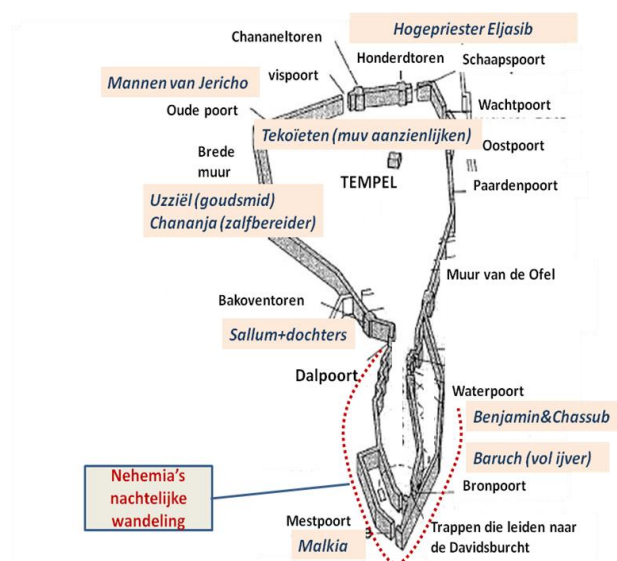 Hogepriester Eljasib
Chananeltoren
Honderdtoren
Schaapspoort
Mannen van Jericho
vispoort
Oude poort
Wachtpoort
Tekoïeten (muv aanzienlijken)
Oostpoort
Brede
muur
TEMPEL
Paardenpoort
Uzziël (goudsmid)
Chananja (zalfbereider)
Muur van de Ofel
Bakoventoren
Sallum+dochters
Dalpoort
Waterpoort
Benjamin&Chassub
Baruch (vol ijver)
Nehemia's
nachtelijke
wandeling
Bronpoort
Mestpoort
Trappen die leiden naar
de Davidsburcht
Malkia